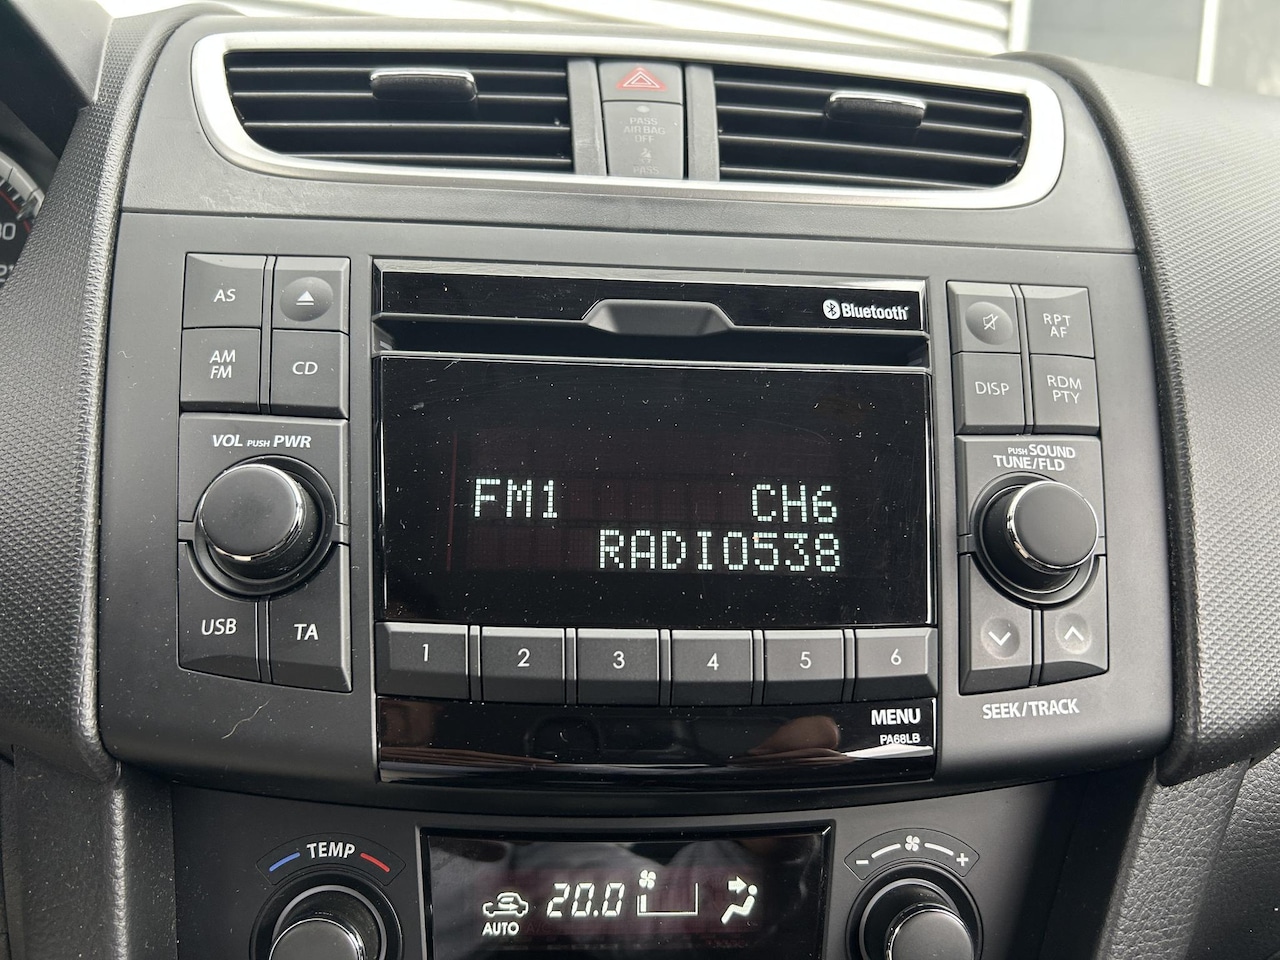 PASS
AIR BAG
OFF
PASS
AS
AM
FM
CD
VOL PUSH PWR
USB
TA
Bluetooth®
FM1 CH6
RADIO538
1 2 3 4 5 6
MENU
PA68LB
RPT
AF
DISP
RDM
PTY
PUSH SOUND
TUNE/FLD
SEEK/TRACK
TEMP
AUTO
20.0
- +